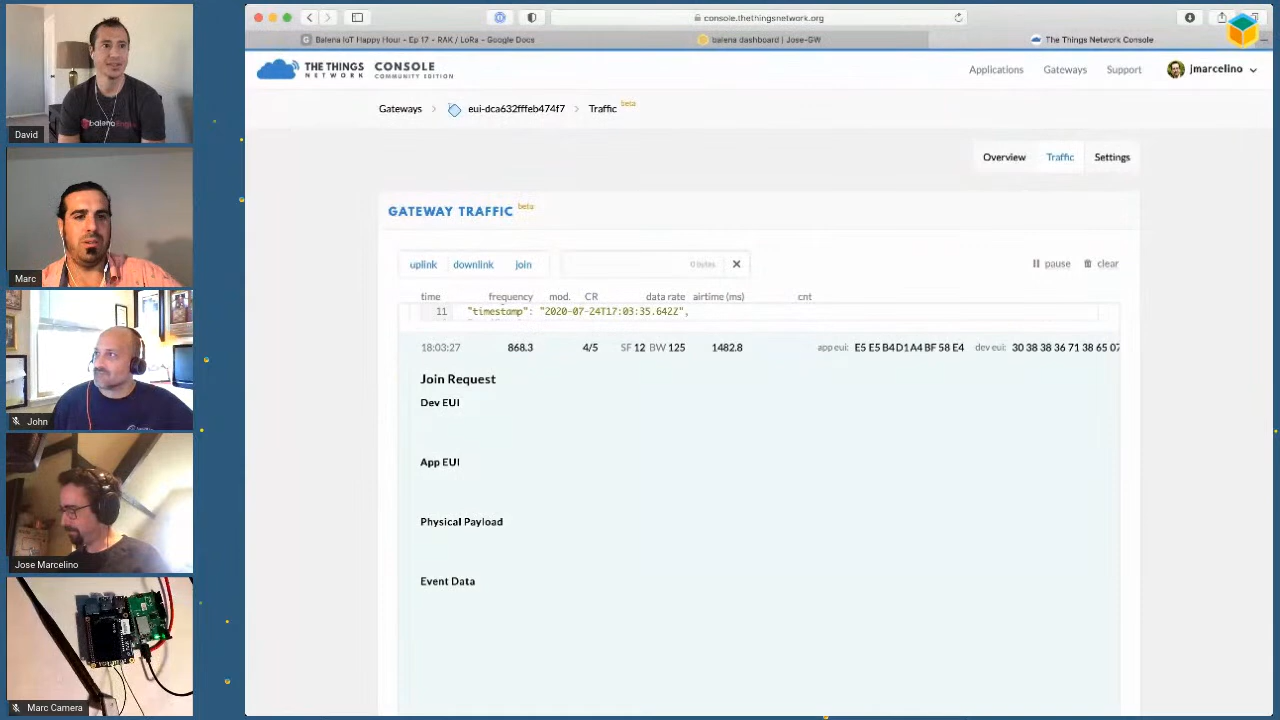 David
Marc
John
Jose Marcelino
Marc Camera
console.thethingsnetwork.org
Balena IoT Happy Hour - Ep 17 - RAK / LoRa - Google Docs
balena dashboard | Jose-GW
The Things Network Console
THE THINGS NETWORK
CONSOLE
COMMUNITY EDITION
Applications
Gateways
Support
jmarcelino
Gateways > eui-dca632fffeb474f7 > Traffic beta
Overview
Traffic
Settings
GATEWAY TRAFFIC beta
uplink
downlink
join
0 bytes
pause
clear
time frequency mod. CR data rate airtime (ms) cnt
11 "timestamp": "2020-07-24T17:03:35.642Z",
18:03:27 868.3 4/5 SF 12 BW 125 1482.8 app eui: E5 E5 B4 D1 A4 BF 58 E4 dev eui: 30 38 38 36 71 38 65 07
Join Request
Dev EUI
App EUI
Physical Payload
Event Data